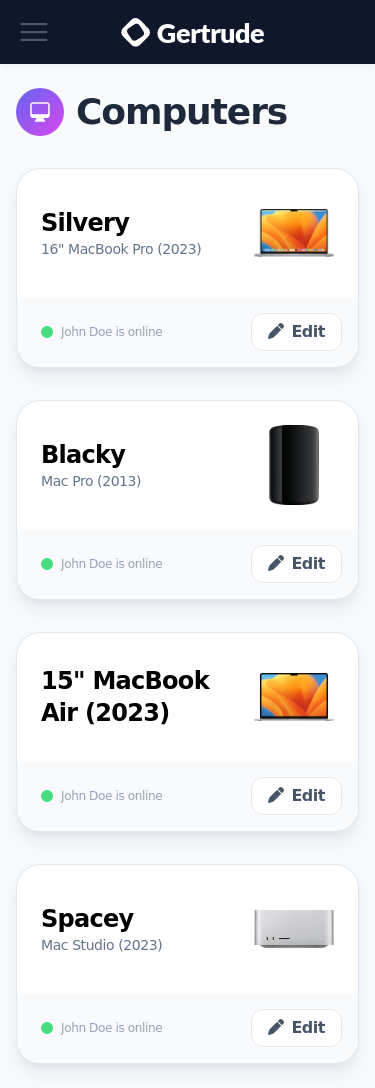 Gertrude
Computers
Silvery
16" MacBook Pro (2023)
John Doe is online
Edit
Blacky
Mac Pro (2013)
John Doe is online
Edit
15" MacBook
Air (2023)
John Doe is online
Edit
Spacey
Mac Studio (2023)
John Doe is online
Edit